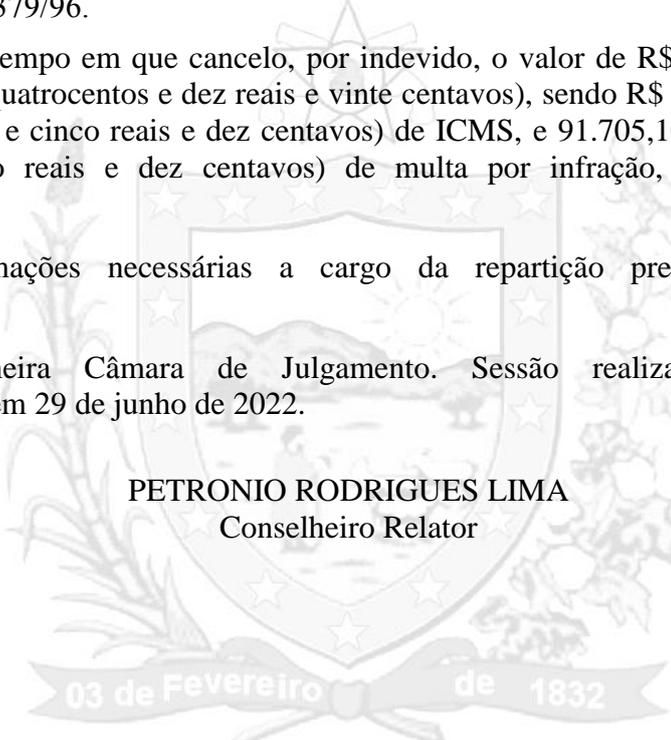 379/96.
empo em que cancelo, por indevido, o valor de R$
uatrocentos e dez reais e vinte centavos), sendo R$
e cinco reais e dez centavos) de ICMS, e 91.705,1
o reais e dez centavos) de multa por infração,
nações necessárias a cargo da repartição pre
neira Câmara de Julgamento. Sessão realiza
em 29 de junho de 2022.
PETRONIO RODRIGUES LIMA
Conselheiro Relator
03 de Fevereiro de 1832